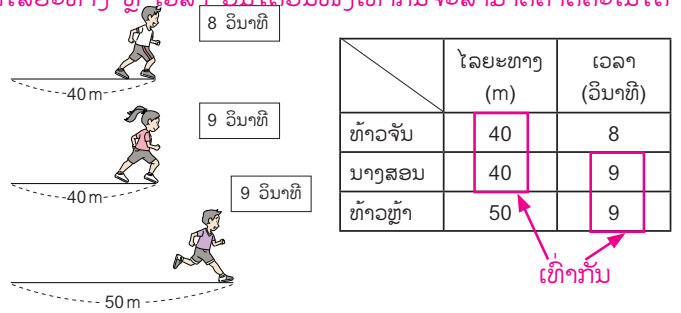 8 ວິນາທີ
40 m
9 ວິນາທີ
40 m
9 ວິນາທີ
50 m
ໄລຍະທາງ (m)
ເວລາ (ວິນາທີ)
ທ້າວຈັນ 40 8
ນາງສອນ 40 9
ທ້າວຫຼ້າ 50 9
ເທົ່າກັນ